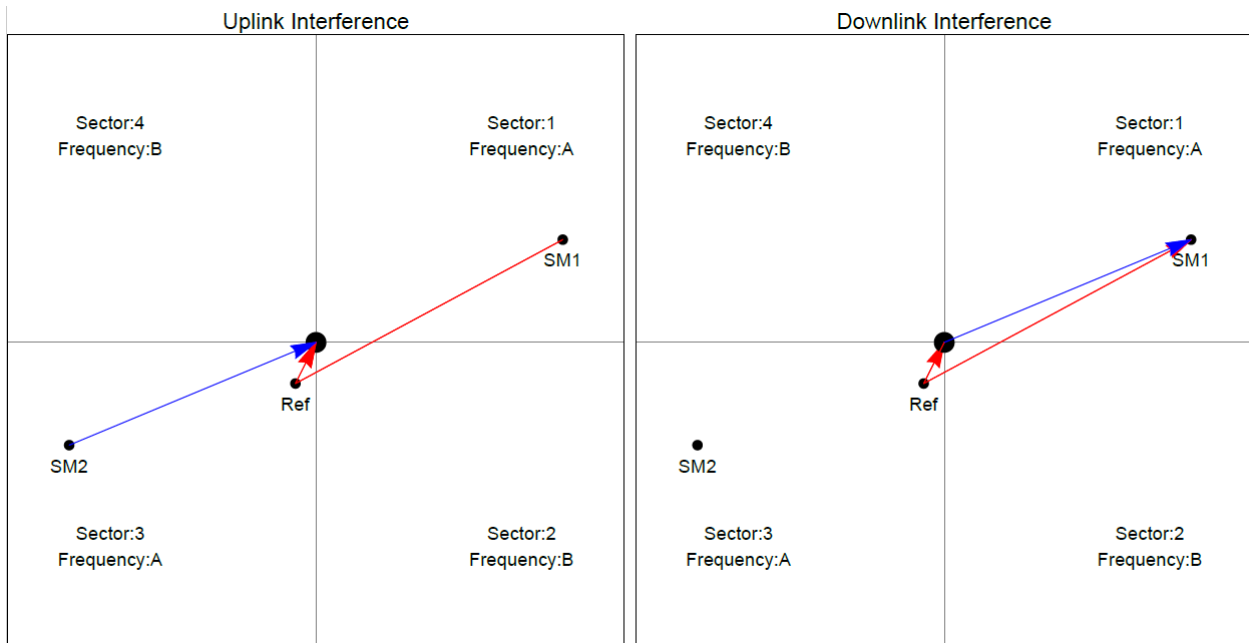 Uplink Interference
Sector:4
Frequency:B
Sector:1
Frequency:A
SM1
Ref
SM2
Sector:3
Frequency:A
Sector:2
Frequency:B
Downlink Interference
Sector:4
Frequency:B
Sector:1
Frequency:A
SM1
Ref
SM2
Sector:3
Frequency:A
Sector:2
Frequency:B